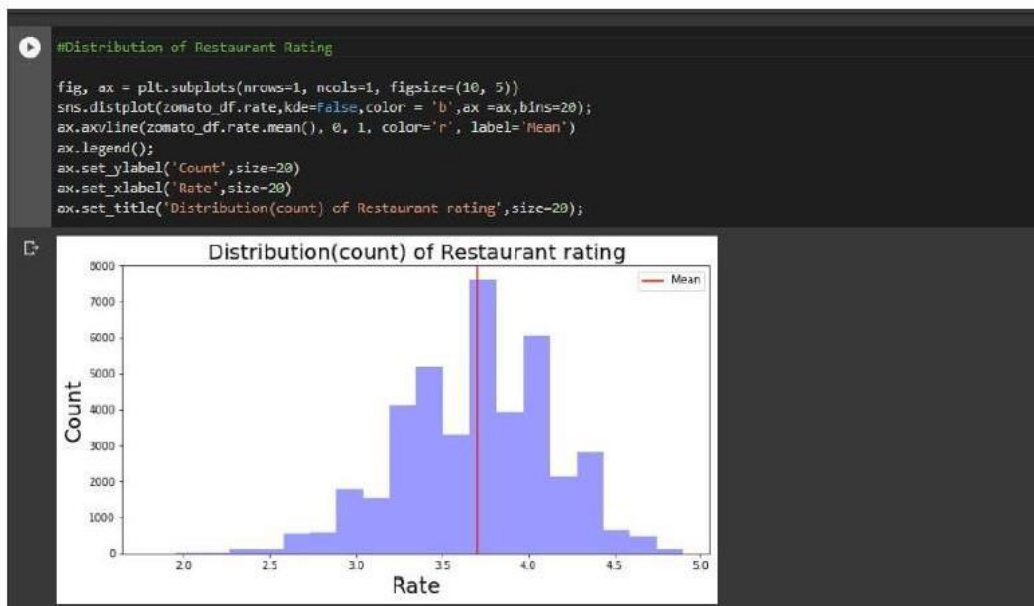 #Distribution of Restaurant Rating
fig, ax = plt.subplots(nrows=1, ncols=1, figsize=(10, 5))
sns.distplot(zomato_df.rate,kde=False,color = 'b',ax =ax,bins=20);
ax.axvline(zomato_df.rate.mean(), 0, 1, color='r', label='Mean')
ax.legend();
ax.set_ylabel('Count',size=20)
ax.set_xlabel('Rate',size=20)
ax.set_title('Distribution(count) of Restaurant rating',size=20);
Distribution(count) of Restaurant rating
Mean
8000
7000
6000
5000
4000
3000
2000
1000
0
Count
2.0 2.5 3.0 3.5 4.0 4.5 5.0
Rate